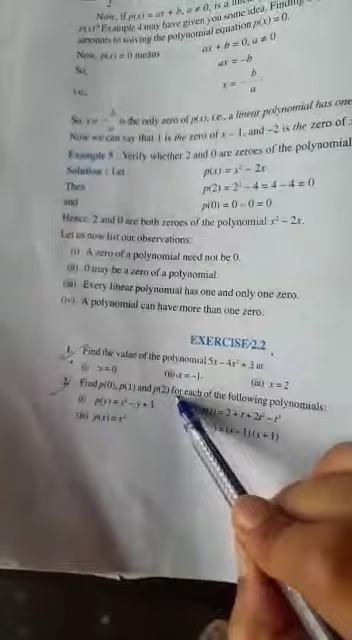 Now, if p(x) = ax + b, a ≠ 0, is a
p(x)? Example 4 may have given you some idea. Finding
amounts to solving the polynomial equation p(x) = 0.
Now, p(x) = 0 means ax + b = 0, a ≠ 0
So, ax = –b
i.e., x = – b/a
So, x = – b/a is the only zero of p(x), i.e., a linear polynomial has one
Now we can say that 1 is the zero of x – 1, and –2 is the zero of
Example 5 : Verify whether 2 and 0 are zeroes of the polynomial
Solution : Let p(x) = x² – 2x
Then p(2) = 2² – 4 = 4 – 4 = 0
and p(0) = 0 – 0 = 0
Hence, 2 and 0 are both zeroes of the polynomial x² – 2x.
Let us now list our observations:
(i) A zero of a polynomial need not be 0.
(ii) 0 may be a zero of a polynomial.
(iii) Every linear polynomial has one and only one zero.
(iv) A polynomial can have more than one zero.
EXERCISE 2.2
1. Find the value of the polynomial 5x – 4x² + 3 at
(i) x = 0 (ii) x = –1 (iii) x = 2
2. Find p(0), p(1) and p(2) for each of the following polynomials:
(i) p(y) = y² – y + 1 p(t) = 2 + t + 2t² – t³
(iii) p(x) = x³ ) = (x – 1) (x + 1)